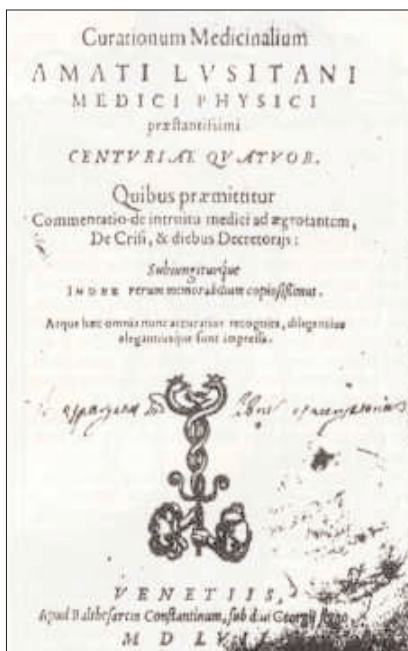 Curationum Medicinalium
AMATI LVSITANI
MEDICI PHYSICI
præstantissimi
CENTVRIAE QVATVOR.
Quibus præmittitur
Commentatio de introitu medici ad ægrotantem,
De Crisi, & diebus Decretorijs:
Subiungiturque
INDEX rerum memorabilium copiosissimus.
Atque hæc omnia nunc accuratius recognita, diligentius
elegantiusque sunt impressa.
VENETIIS,
Apud Balthesarem Constantinum, sub diui Georgij signo
M D L V I